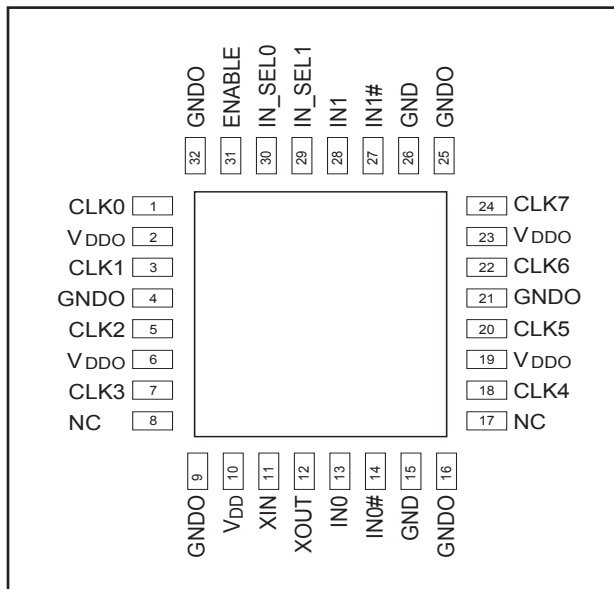 GNDO
ENABLE
IN_SEL0
IN_SEL1
IN1
IN1#
GND
GNDO
32
31
30
29
28
27
26
25
CLK0 1
VDDO 2
CLK1 3
GNDO 4
CLK2 5
VDDO 6
CLK3 7
NC 8
24 CLK7
23 VDDO
22 CLK6
21 GNDO
20 CLK5
19 VDDO
18 CLK4
17 NC
9
10
11
12
13
14
15
16
GNDO
VDD
XIN
XOUT
IN0
IN0#
GND
GNDO